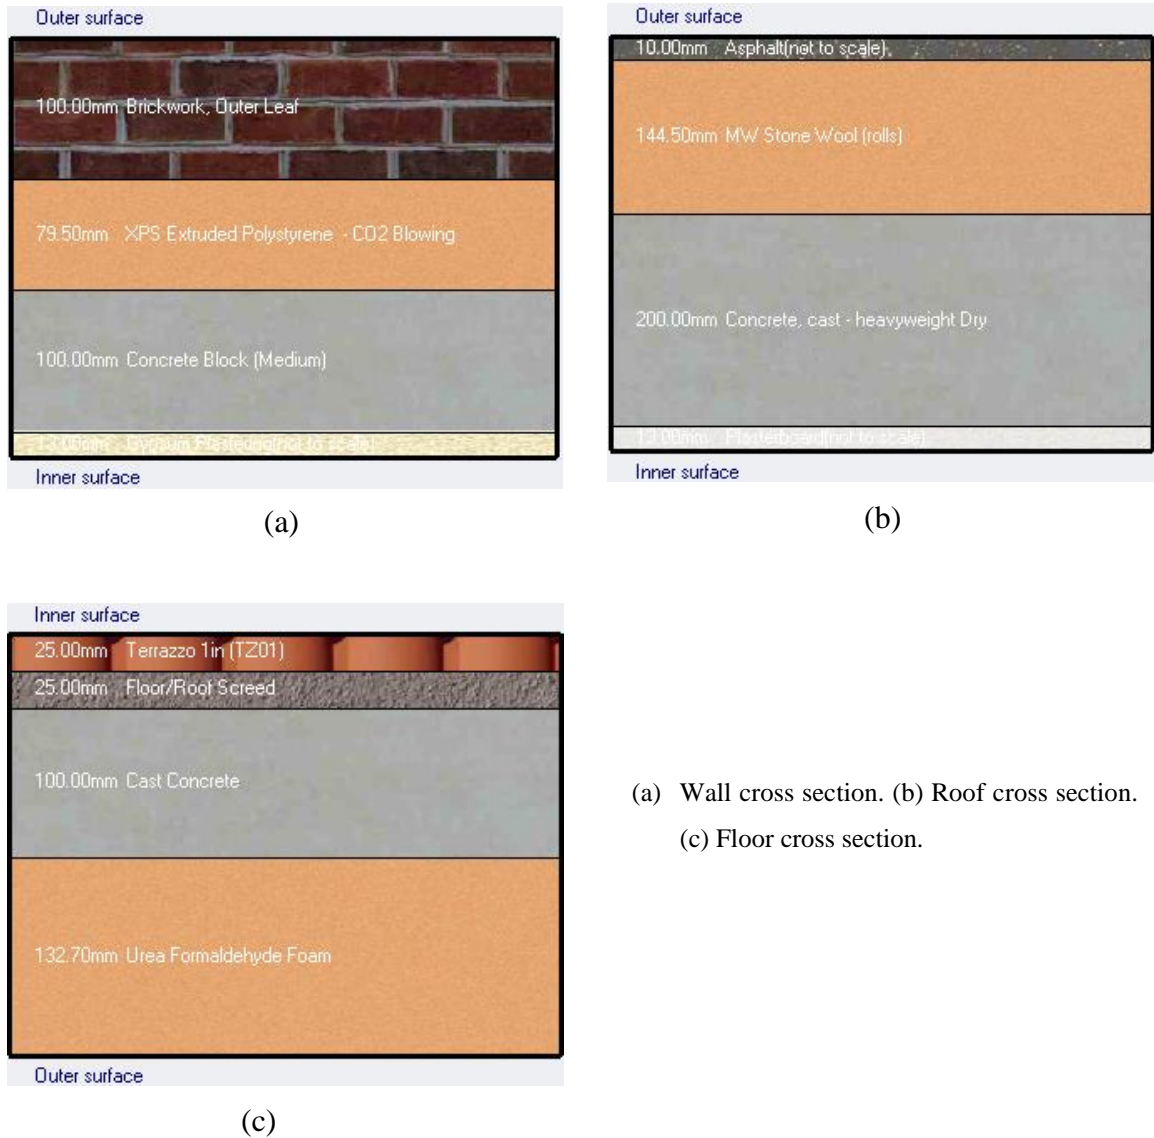 Outer surface
100.00mm Brickwork, Outer Leaf
79.50mm XPS Extruded Polystyrene - CO2 Blowing
100.00mm Concrete Block (Medium)
13.00mm Gypsum Plastering(not to scale)
Inner surface
(a)
Outer surface
10.00mm Asphalt(not to scale)
144.50mm MW Stone Wool (rolls)
200.00mm Concrete, cast - heavyweight Dry
13.00mm Plasterboard(not to scale)
Inner surface
(b)
Inner surface
25.00mm Terrazzo 1in (TZ01)
25.00mm Floor/Roof Screed
100.00mm Cast Concrete
132.70mm Urea Formaldehyde Foam
Outer surface
(c)
(a) Wall cross section. (b) Roof cross section.
(c) Floor cross section.